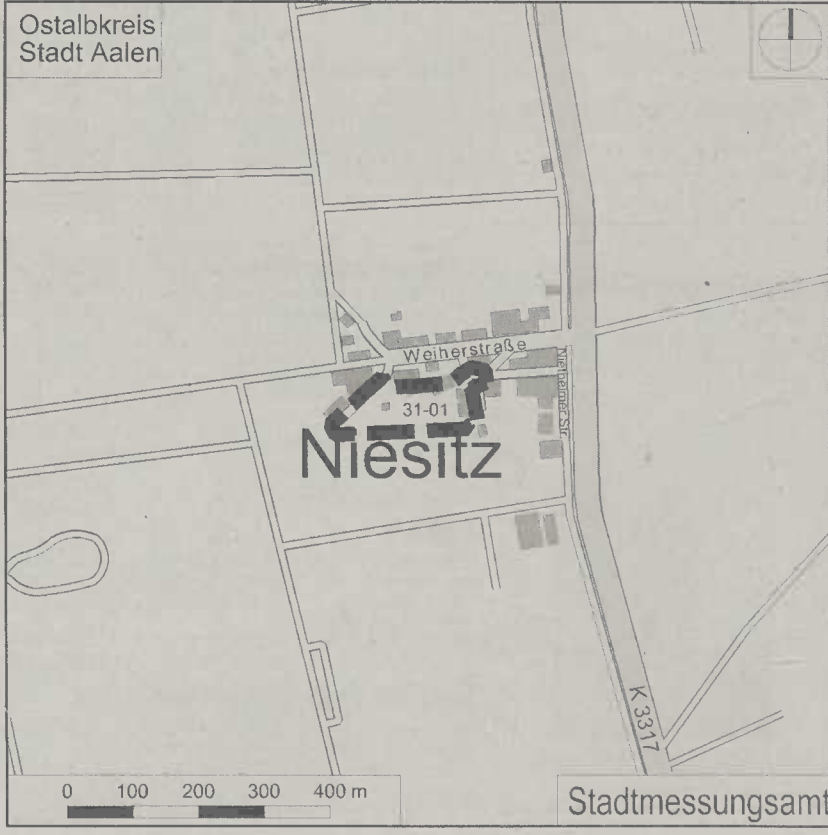 Ostalbkreis
Stadt Aalen
Weiherstraße
31-01
Niesitz
K 3317
0 100 200 300 400 m
Stadtmessungsamt